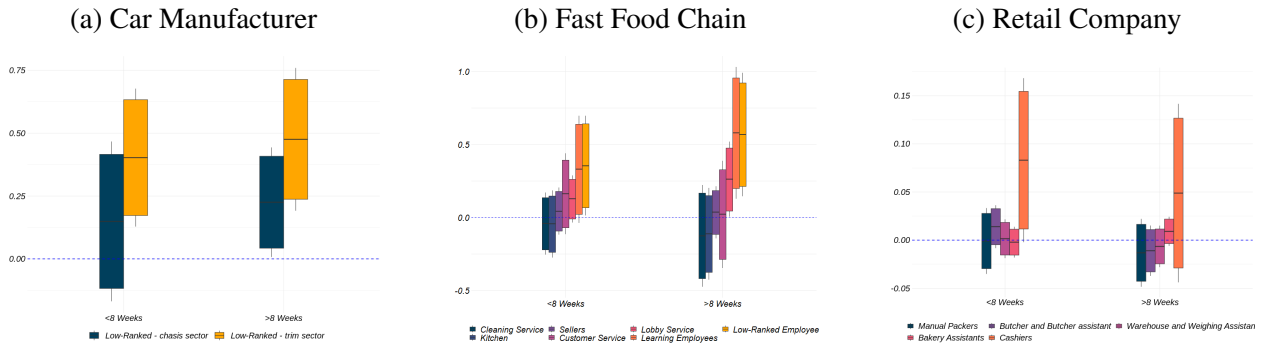 (a) Car Manufacturer
0.75
0.50
0.25
0.00
<8 Weeks
>8 Weeks
Low-Ranked - chasis sector
Low-Ranked - trim sector
(b) Fast Food Chain
1.0
0.5
0.0
-0.5
<8 Weeks
>8 Weeks
Cleaning Service
Sellers
Lobby Service
Low-Ranked Employee
Kitchen
Customer Service
Learning Employees
(c) Retail Company
0.15
0.10
0.05
0.00
-0.05
<8 Weeks
>8 Weeks
Manual Packers
Butcher and Butcher assistant
Warehouse and Weighing Assistan
Bakery Assistants
Cashiers